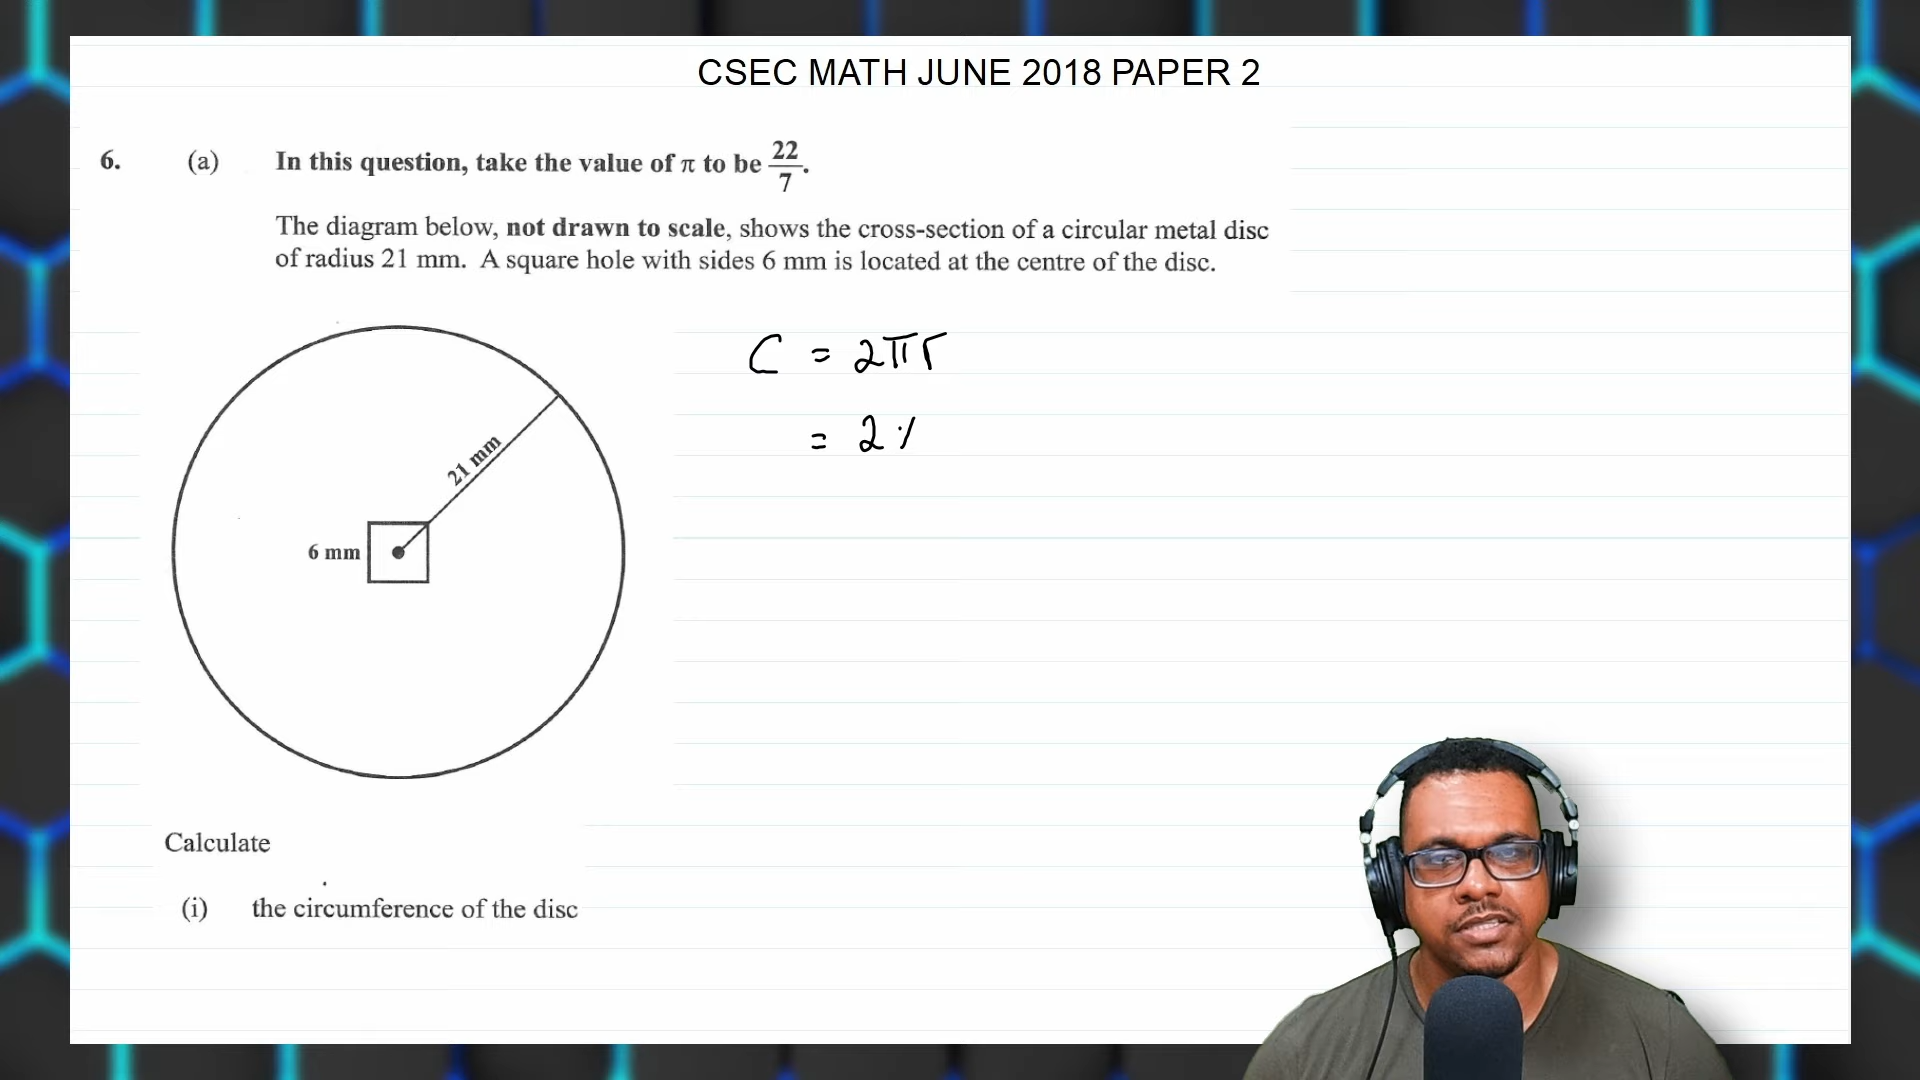 CSEC MATH JUNE 2018 PAPER 2
6. (a) In this question, take the value of π to be 22/7.
The diagram below, not drawn to scale, shows the cross-section of a circular metal disc
of radius 21 mm. A square hole with sides 6 mm is located at the centre of the disc.
C = 2πr
= 2
21 mm
6 mm
Calculate
(i) the circumference of the disc